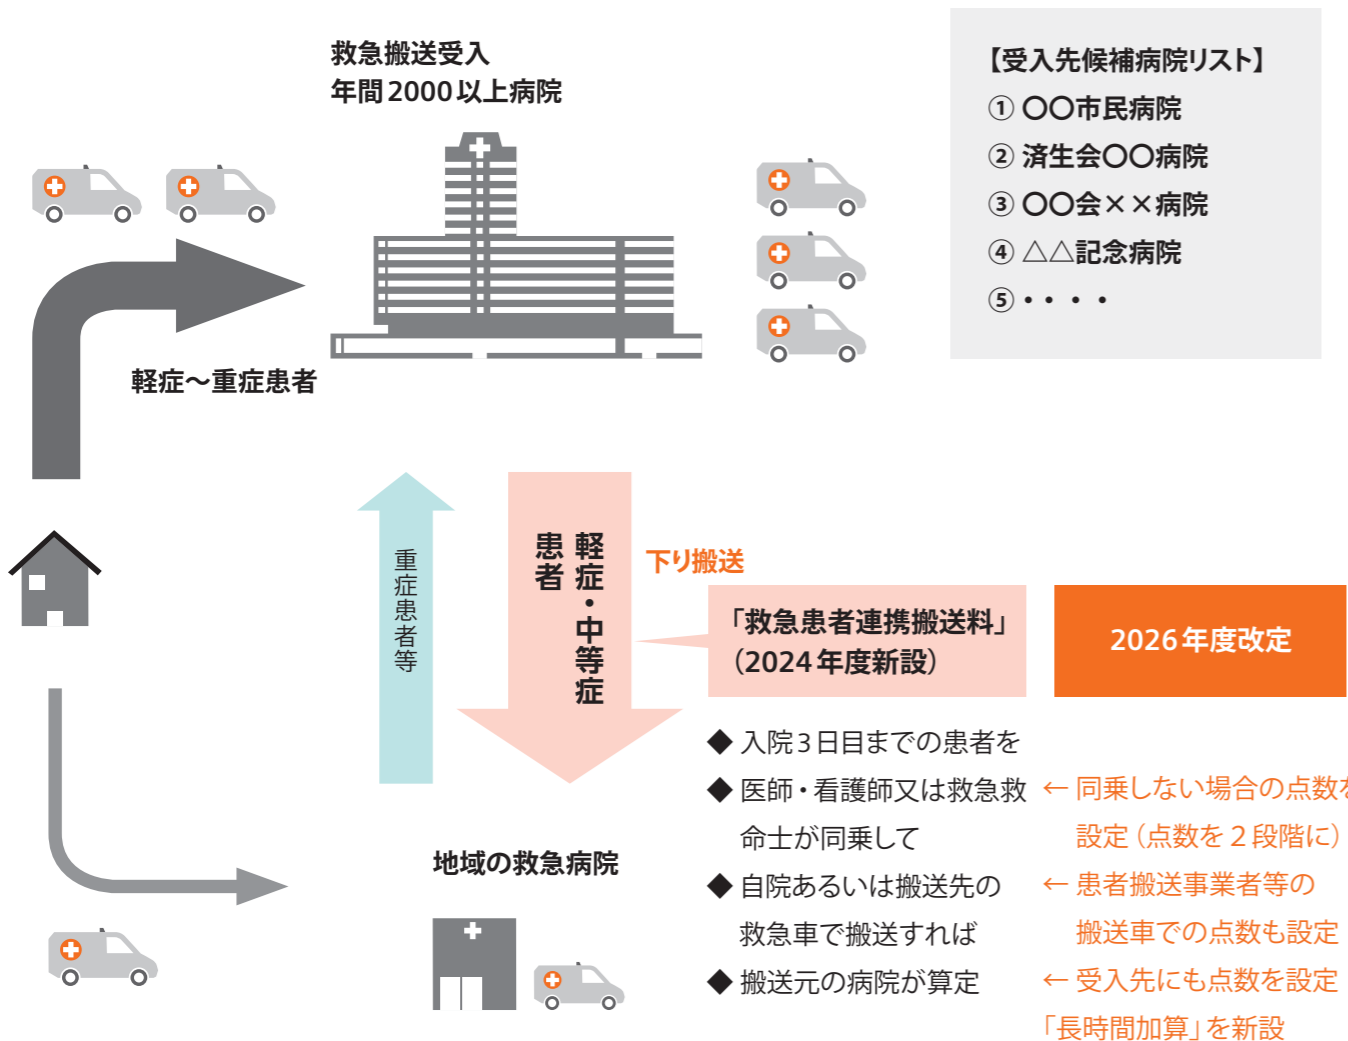 救急搬送受入
年間2000以上病院
【受入先候補病院リスト】
① 〇〇市民病院
② 済生会〇〇病院
③ 〇〇会××病院
④ △△記念病院
⑤・・・・
軽症～重症患者
重症患者等
軽症・中等症
患者
下り搬送
「救急患者連携搬送料」
（2024年度新設）
2026年度改定
◆ 入院3日目までの患者を
◆ 医師・看護師又は救急救
命士が同乗して
← 同乗しない場合の点数を
設定（点数を2段階に）
◆ 自院あるいは搬送先の
救急車で搬送すれば
← 患者搬送事業者等の
搬送車での点数も設定
◆ 搬送元の病院が算定
← 受入先にも点数を設定
「長時間加算」を新設
地域の救急病院